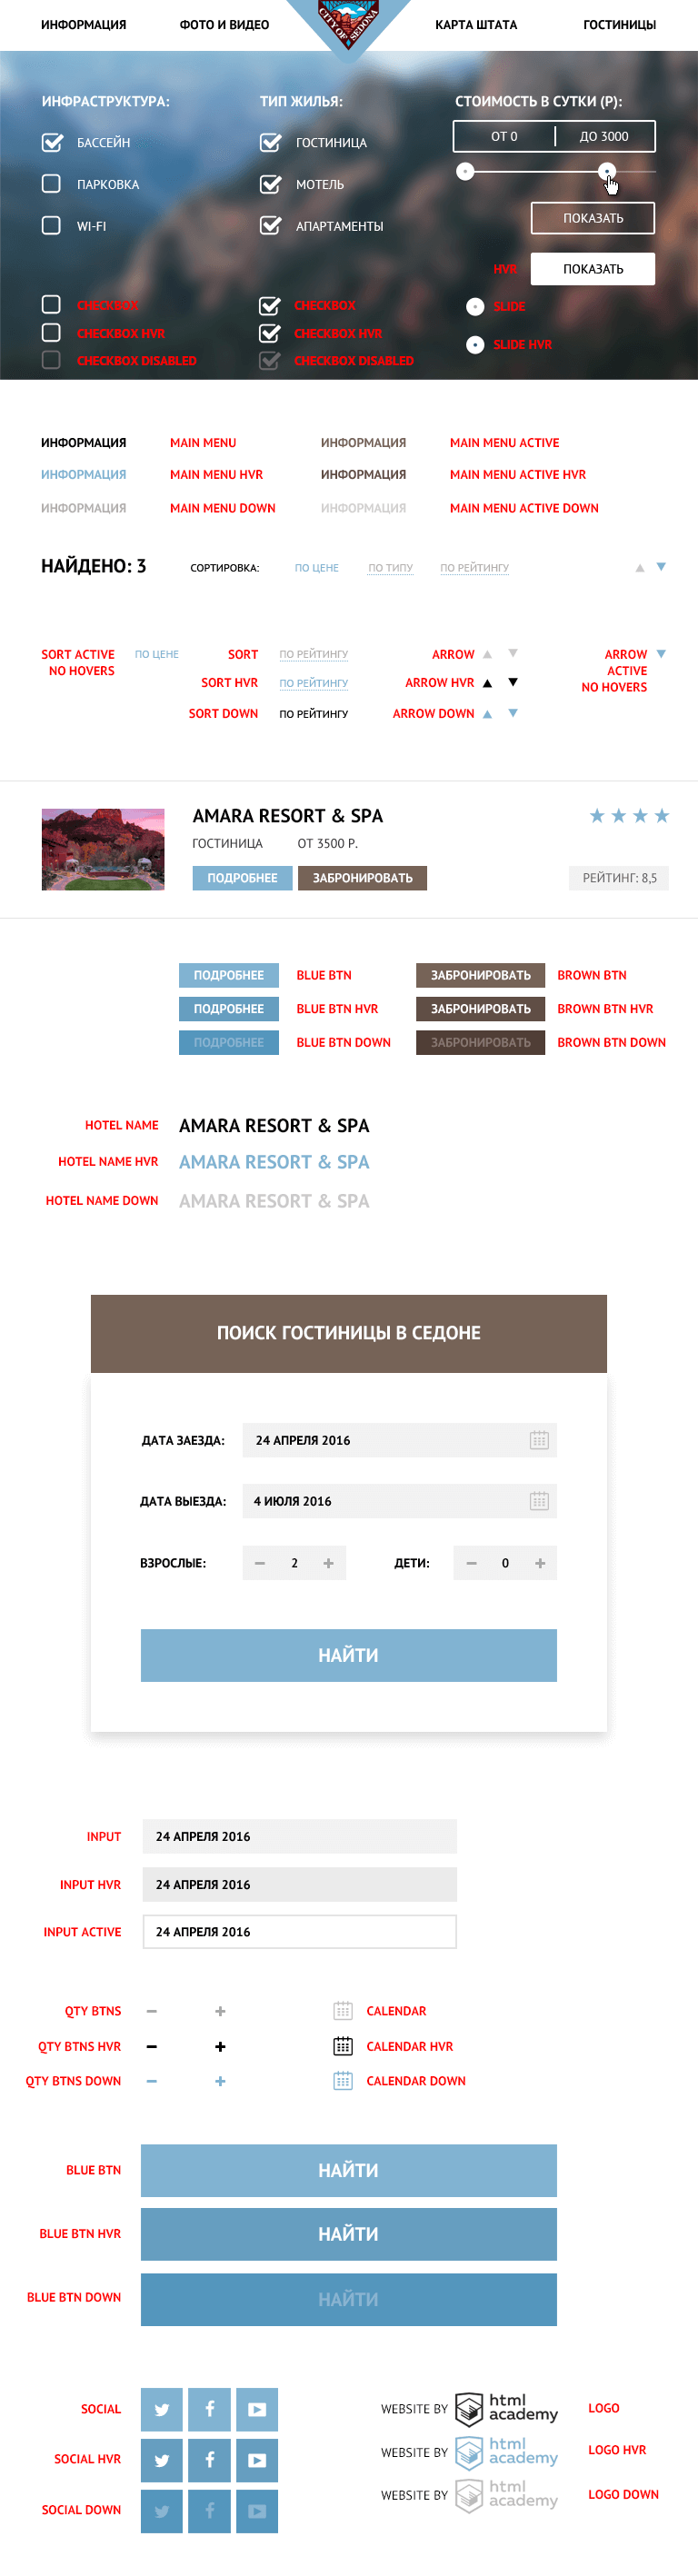 ИНФОРМАЦИЯ ФОТО И ВИДЕО CITY OF SEDONA КАРТА ШТАТА ГОСТИНИЦЫ
ИНФРАСТРУКТУРА: ТИП ЖИЛЬЯ: СТОИМОСТЬ В СУТКИ (Р):
БАССЕЙН ГОСТИНИЦА ОТ 0 ДО 3000
ПАРКОВКА МОТЕЛЬ
WI-FI АПАРТАМЕНТЫ ПОКАЗАТЬ
HVR ПОКАЗАТЬ
CHECKBOX CHECKBOX SLIDE
CHECKBOX HVR CHECKBOX HVR SLIDE HVR
CHECKBOX DISABLED CHECKBOX DISABLED
ИНФОРМАЦИЯ MAIN MENU ИНФОРМАЦИЯ MAIN MENU ACTIVE
ИНФОРМАЦИЯ MAIN MENU HVR ИНФОРМАЦИЯ MAIN MENU ACTIVE HVR
ИНФОРМАЦИЯ MAIN MENU DOWN ИНФОРМАЦИЯ MAIN MENU ACTIVE DOWN
НАЙДЕНО: 3 СОРТИРОВКА: ПО ЦЕНЕ ПО ТИПУ ПО РЕЙТИНГУ
SORT ACTIVE ПО ЦЕНЕ SORT ПО РЕЙТИНГУ ARROW ARROW
NO HOVERS ACTIVE
SORT HVR ПО РЕЙТИНГУ ARROW HVR NO HOVERS
SORT DOWN ПО РЕЙТИНГУ ARROW DOWN
AMARA RESORT & SPA
ГОСТИНИЦА ОТ 3500 Р.
ПОДРОБНЕЕ ЗАБРОНИРОВАТЬ РЕЙТИНГ: 8,5
ПОДРОБНЕЕ BLUE BTN ЗАБРОНИРОВАТЬ BROWN BTN
ПОДРОБНЕЕ BLUE BTN HVR ЗАБРОНИРОВАТЬ BROWN BTN HVR
ПОДРОБНЕЕ BLUE BTN DOWN ЗАБРОНИРОВАТЬ BROWN BTN DOWN
HOTEL NAME AMARA RESORT & SPA
HOTEL NAME HVR AMARA RESORT & SPA
HOTEL NAME DOWN AMARA RESORT & SPA
ПОИСК ГОСТИНИЦЫ В СЕДОНЕ
ДАТА ЗАЕЗДА: 24 АПРЕЛЯ 2016
ДАТА ВЫЕЗДА: 4 ИЮЛЯ 2016
ВЗРОСЛЫЕ: − 2 + ДЕТИ: − 0 +
НАЙТИ
INPUT 24 АПРЕЛЯ 2016
INPUT HVR 24 АПРЕЛЯ 2016
INPUT ACTIVE 24 АПРЕЛЯ 2016
QTY BTNS − + CALENDAR
QTY BTNS HVR − + CALENDAR HVR
QTY BTNS DOWN − + CALENDAR DOWN
BLUE BTN НАЙТИ
BLUE BTN HVR НАЙТИ
BLUE BTN DOWN НАЙТИ
SOCIAL WEBSITE BY html academy LOGO
SOCIAL HVR WEBSITE BY html academy LOGO HVR
SOCIAL DOWN WEBSITE BY html academy LOGO DOWN